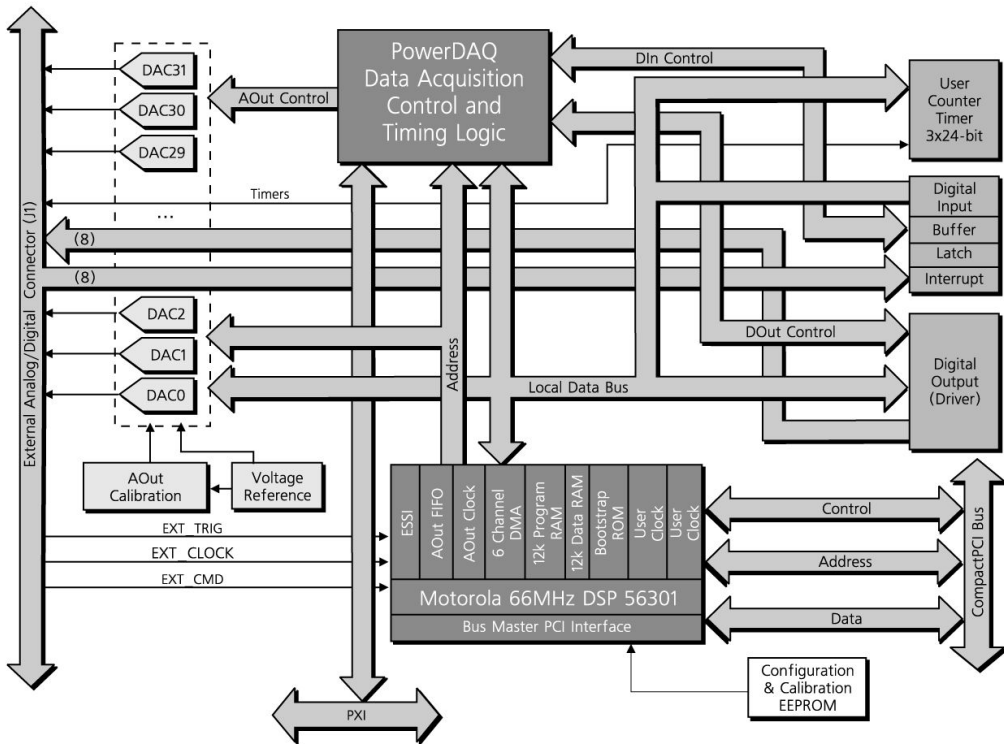 PowerDAQ
Data Acquisition
Control and
Timing Logic
DAC31
DAC30
DAC29
...
AOut Control
DIn Control
User
Counter
Timer
3x24-bit
Timers
Digital
Input
Buffer
Latch
Interrupt
(8)
(8)
External Analog/Digital Connector (J1)
DAC2
DAC1
DAC0
Address
DOut Control
Local Data Bus
Digital
Output
(Driver)
AOut
Calibration
Voltage
Reference
EXT_TRIG
EXT_CLOCK
EXT_CMD
ESSI
AOut FIFO
AOut Clock
6 Channel
DMA
12k Program
RAM
12k Data RAM
Bootstrap
ROM
User
Clock
User
Clock
Motorola 66MHz DSP 56301
Bus Master PCI Interface
Control
Address
Data
CompactPCI Bus
Configuration
& Calibration
EEPROM
PXI